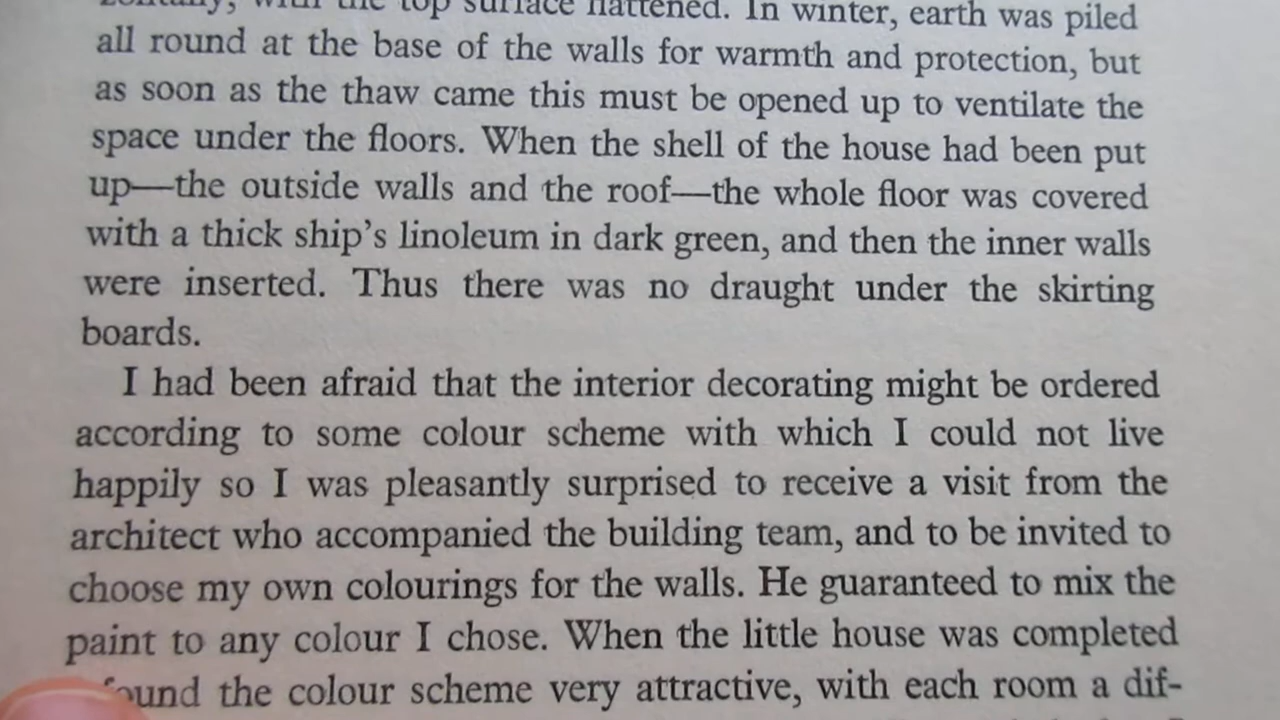 with the top surface flattened. In winter, earth was piled
all round at the base of the walls for warmth and protection, but
as soon as the thaw came this must be opened up to ventilate the
space under the floors. When the shell of the house had been put
up—the outside walls and the roof—the whole floor was covered
with a thick ship's linoleum in dark green, and then the inner walls
were inserted. Thus there was no draught under the skirting
boards.
I had been afraid that the interior decorating might be ordered
according to some colour scheme with which I could not live
happily so I was pleasantly surprised to receive a visit from the
architect who accompanied the building team, and to be invited to
choose my own colourings for the walls. He guaranteed to mix the
paint to any colour I chose. When the little house was completed
found the colour scheme very attractive, with each room a dif-